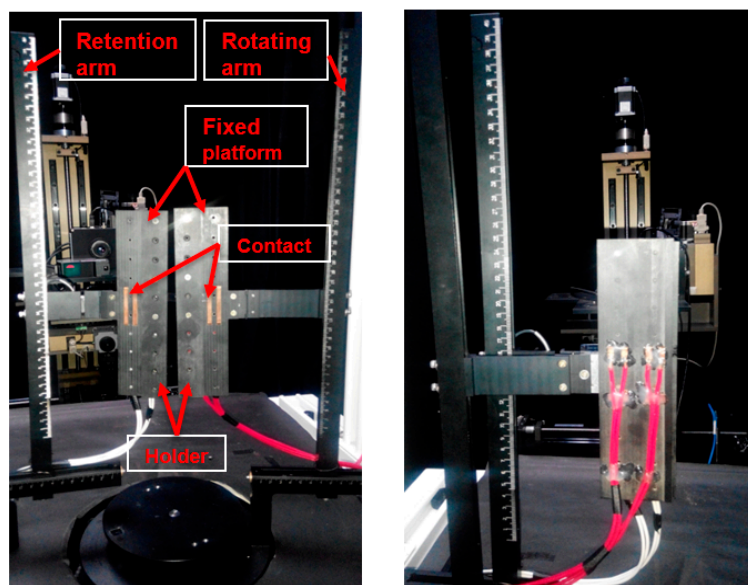 Retention
arm
Rotating
arm
Fixed
platform
Contact
Holder